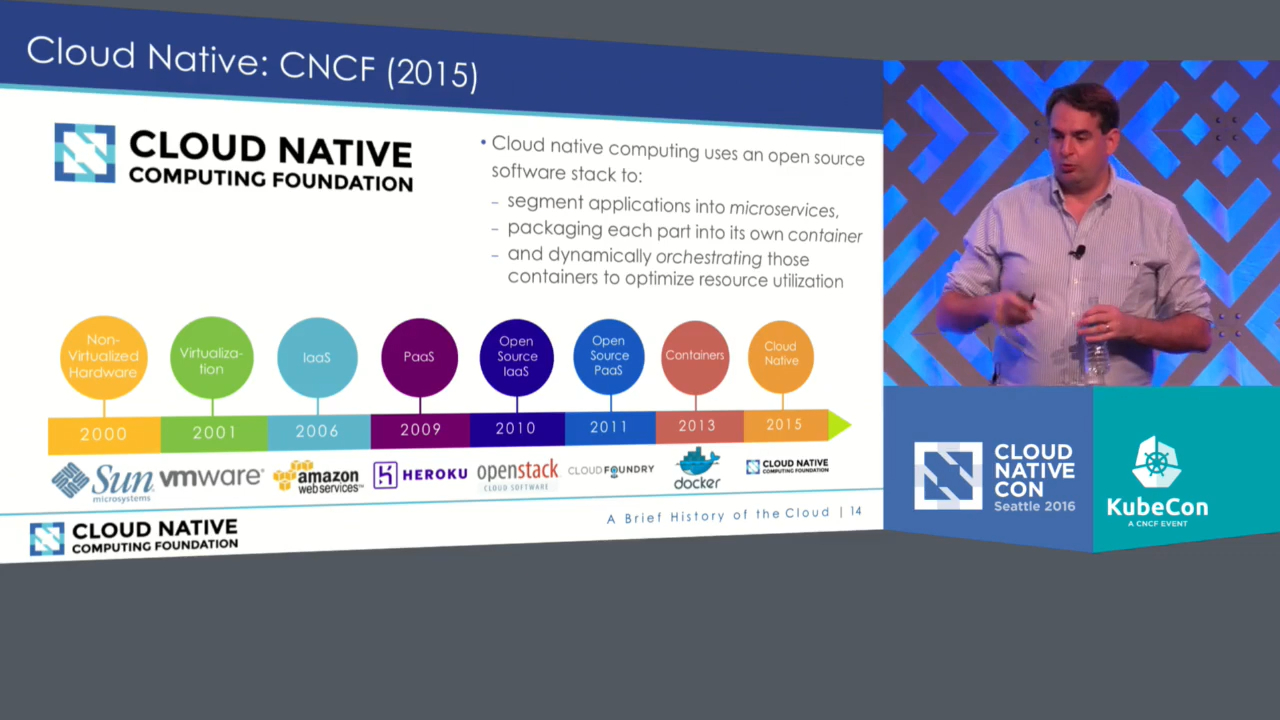 Cloud Native: CNCF (2015)
CLOUD NATIVE
COMPUTING FOUNDATION
• Cloud native computing uses an open source
software stack to:
– segment applications into microservices,
– packaging each part into its own container
– and dynamically orchestrating those
containers to optimize resource utilization
Non-
Virtualized
Hardware
Virtualiza-
tion
IaaS
PaaS
Open
Source
IaaS
Open
Source
PaaS
Containers
Cloud
Native
2000
2001
2006
2009
2010
2011
2013
2015
Sun
microsystems
vmware®
amazon
web services™
HEROKU
openstack
CLOUD SOFTWARE
CLOUD FOUNDRY
docker
CLOUD NATIVE
COMPUTING FOUNDATION
CLOUD NATIVE
COMPUTING FOUNDATION
A Brief History of the Cloud | 14
CLOUD
NATIVE
CON
Seattle 2016
KubeCon
A CNCF EVENT